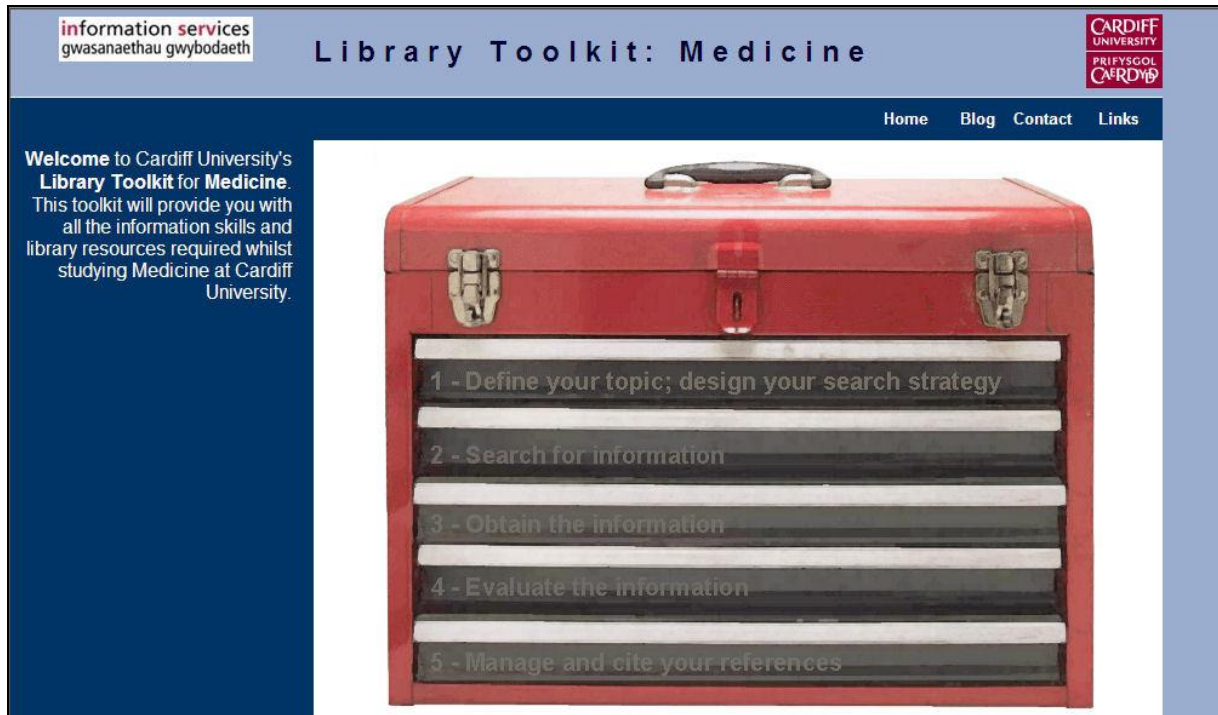 information services
gwasanaethau gwybodaeth
Library Toolkit: Medicine
CARDIFF
UNIVERSITY
PRIFYSGOL
CAERDYDD
Home Blog Contact Links
Welcome to Cardiff University's
Library Toolkit for Medicine.
This toolkit will provide you with
all the information skills and
library resources required whilst
studying Medicine at Cardiff
University.
1 - Define your topic; design your search strategy
2 - Search for information
3 - Obtain the information
4 - Evaluate the information
5 - Manage and cite your references